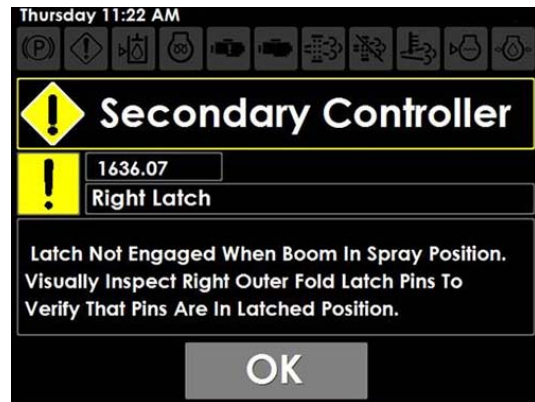 Thursday 11:22 AM
Secondary Controller
1636.07
Right Latch
Latch Not Engaged When Boom In Spray Position.
Visually Inspect Right Outer Fold Latch Pins To
Verify That Pins Are In Latched Position.
OK